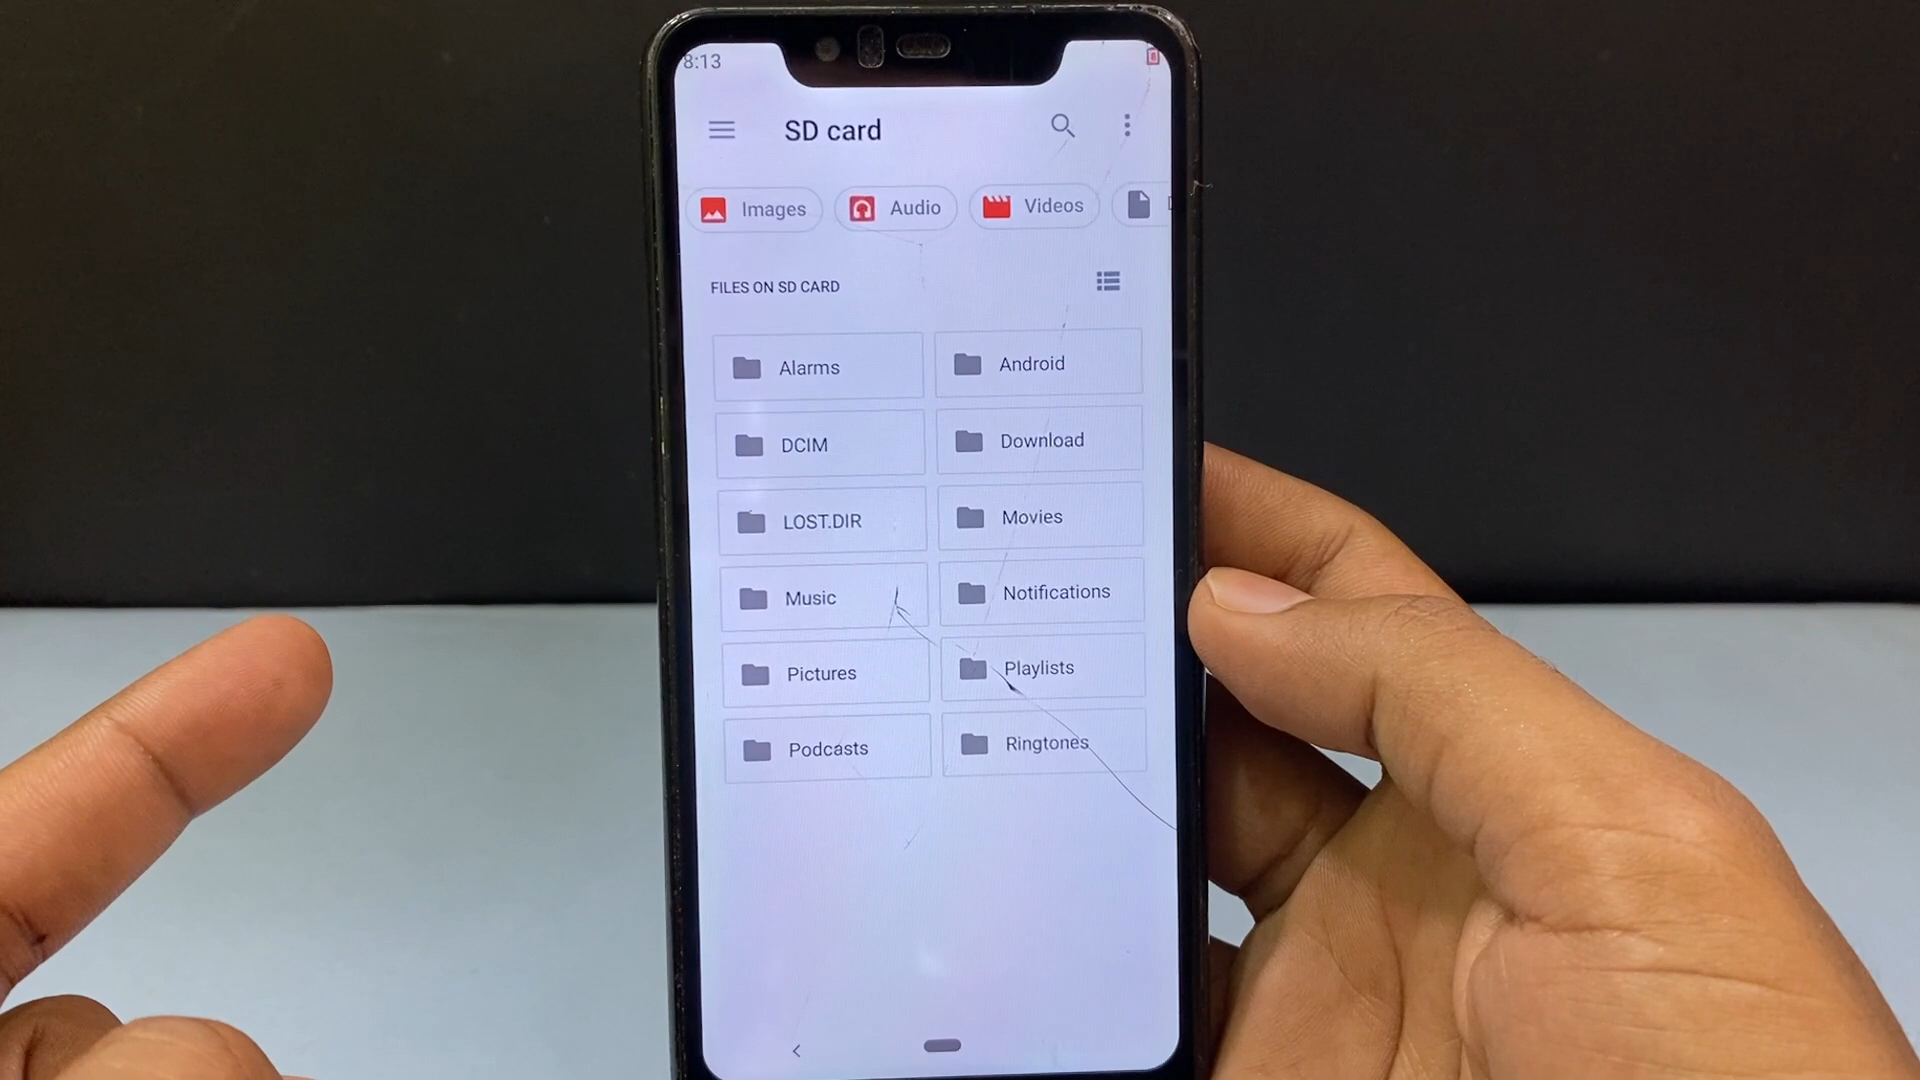 8:13
SD card
Images Audio Videos
FILES ON SD CARD
Alarms Android
DCIM Download
LOST.DIR Movies
Music Notifications
Pictures Playlists
Podcasts Ringtones